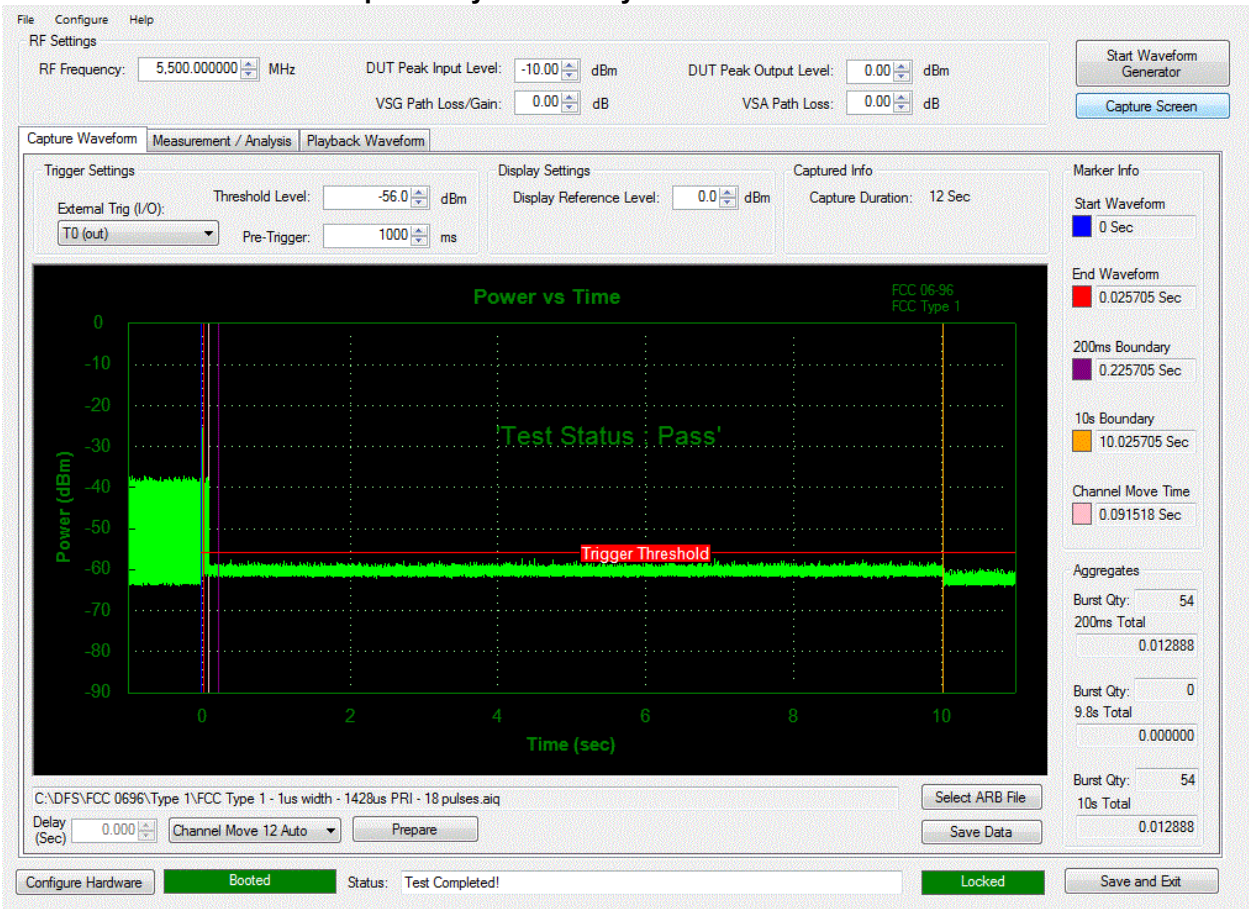 File Configure Help
RF Settings
RF Frequency: 5,500.000000 MHz DUT Peak Input Level: -10.00 dBm DUT Peak Output Level: 0.00 dBm
VSG Path Loss/Gain: 0.00 dB VSA Path Loss: 0.00 dB
Start Waveform
Generator
Capture Screen
Capture Waveform Measurement / Analysis Playback Waveform
Trigger Settings
Threshold Level: -56.0 dBm
External Trig (I/O):
T0 (out)
Pre-Trigger: 1000 ms
Display Settings
Display Reference Level: 0.0 dBm
Captured Info
Capture Duration: 12 Sec
Marker Info
Start Waveform
0 Sec
End Waveform
0.025705 Sec
200ms Boundary
0.225705 Sec
10s Boundary
10.025705 Sec
Channel Move Time
0.091518 Sec
Power vs Time
FCC 06-96
FCC Type 1
0
-10
-20
-30
-40
-50
-60
-70
-80
-90
Power (dBm)
'Test Status : Pass'
Trigger Threshold
0 2 4 6 8 10
Time (sec)
Aggregates
Burst Qty: 54
200ms Total
0.012888
Burst Qty: 0
9.8s Total
0.000000
Burst Qty: 54
10s Total
0.012888
C:\DFS\FCC 0696\Type 1\FCC Type 1 - 1us width - 1428us PRI - 18 pulses.aiq
Select ARB File
Delay
(Sec)
0.000 Channel Move 12 Auto Prepare
Save Data
Configure Hardware Booted Status: Test Completed! Locked Save and Exit